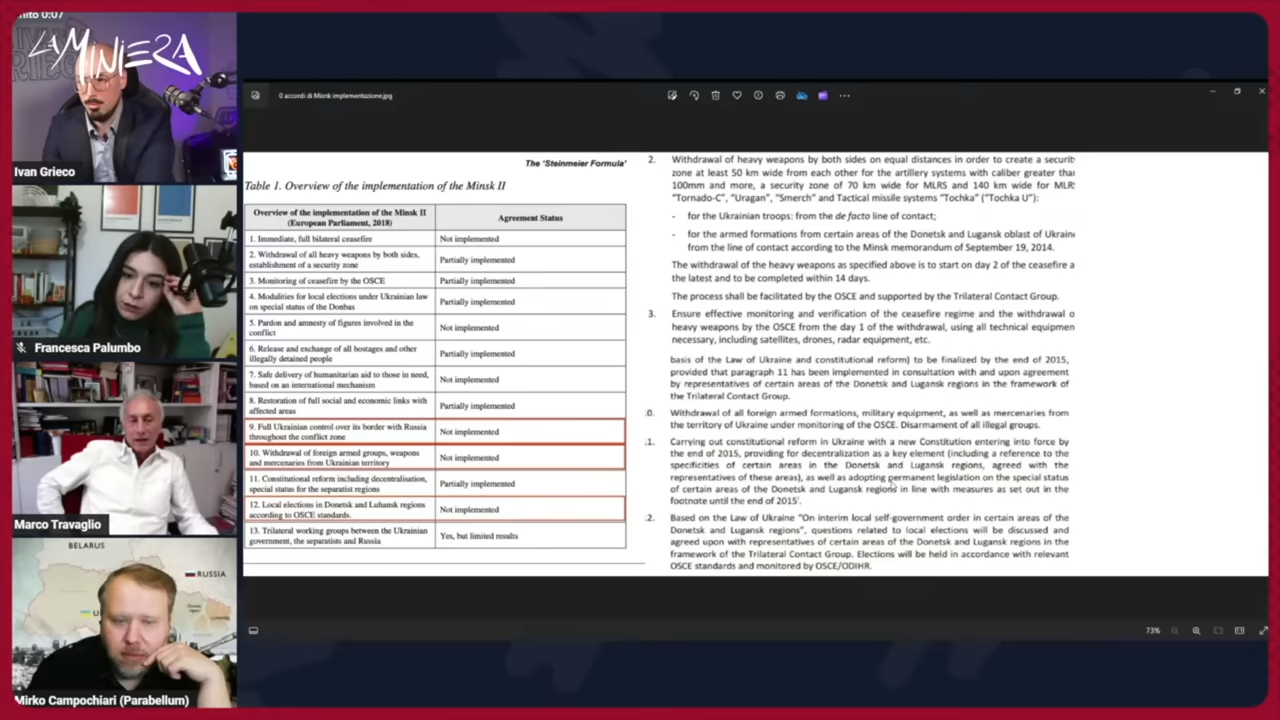 nito 0:07
LA MINIERA
Ivan Grieco
Francesca Palumbo
Marco Travaglio
BELARUS
RUSSIA
Mirko Campochiari (Parabellum)
0 accordi di Monk implementazione.jpg
The 'Steinmeier Formula'
Table 1. Overview of the implementation of the Minsk II
Overview of the implementation of the Minsk II
(European Parliament, 2018)
Agreement Status
1. Immediate, full bilateral ceasefire
Not implemented
2. Withdrawal of all heavy weapons by both sides,
establishment of a security zone
Partially implemented
3. Monitoring of ceasefire by the OSCE
Partially implemented
4. Modalities for local elections under Ukrainian law
on special status of the Donbas
Partially implemented
5. Pardon and amnesty of figures involved in the
conflict
Not implemented
6. Release and exchange of all hostages and other
illegally detained people
Partially implemented
7. Safe delivery of humanitarian aid to those in need,
based on an international mechanism
Not implemented
8. Restoration of full social and economic links with
affected areas
Partially implemented
9. Full Ukrainian control over its border with Russia
throughout the conflict zone
Not implemented
10. Withdrawal of foreign armed groups, weapons
and mercenaries from Ukrainian territory
Not implemented
11. Constitutional reform including decentralisation,
special status for the separatist regions
Partially implemented
12. Local elections in Donetsk and Luhansk regions
according to OSCE standards.
Not implemented
13. Trilateral working groups between the Ukrainian
government, the separatists and Russia
Yes, but limited results
2. Withdrawal of heavy weapons by both sides on equal distances in order to create a securit
zone at least 50 km wide from each other for the artillery systems with caliber greater tha
100mm and more, a security zone of 70 km wide for MLRS and 140 km wide for MLR
"Tornado-C", "Uragan", "Smerch" and Tactical missile systems "Tochka" ("Tochka U"):
- for the Ukrainian troops: from the de facto line of contact;
- for the armed formations from certain areas of the Donetsk and Lugansk oblast of Ukrain
from the line of contact according to the Minsk memorandum of September 19, 2014.
The withdrawal of the heavy weapons as specified above is to start on day 2 of the ceasefire a
the latest and to be completed within 14 days.
The process shall be facilitated by the OSCE and supported by the Trilateral Contact Group.
3. Ensure effective monitoring and verification of the ceasefire regime and the withdrawal o
heavy weapons by the OSCE from the day 1 of the withdrawal, using all technical equipmen
necessary, including satellites, drones, radar equipment, etc.
basis of the Law of Ukraine and constitutional reform) to be finalized by the end of 2015,
provided that paragraph 11 has been implemented in consultation with and upon agreement
by representatives of certain areas of the Donetsk and Lugansk regions in the framework of
the Trilateral Contact Group.
.0. Withdrawal of all foreign armed formations, military equipment, as well as mercenaries from
the territory of Ukraine under monitoring of the OSCE. Disarmament of all illegal groups.
.1. Carrying out constitutional reform in Ukraine with a new Constitution entering into force by
the end of 2015, providing for decentralization as a key element (including a reference to the
specificities of certain areas in the Donetsk and Lugansk regions, agreed with the
representatives of these areas), as well as adopting permanent legislation on the special status
of certain areas of the Donetsk and Lugansk regions in line with measures as set out in the
footnote until the end of 2015'.
.2. Based on the Law of Ukraine "On interim local self-government order in certain areas of the
Donetsk and Lugansk regions", questions related to local elections will be discussed and
agreed upon with representatives of certain areas of the Donetsk and Lugansk regions in the
framework of the Trilateral Contact Group. Elections will be held in accordance with relevant
OSCE standards and monitored by OSCE/ODIHR.
73%